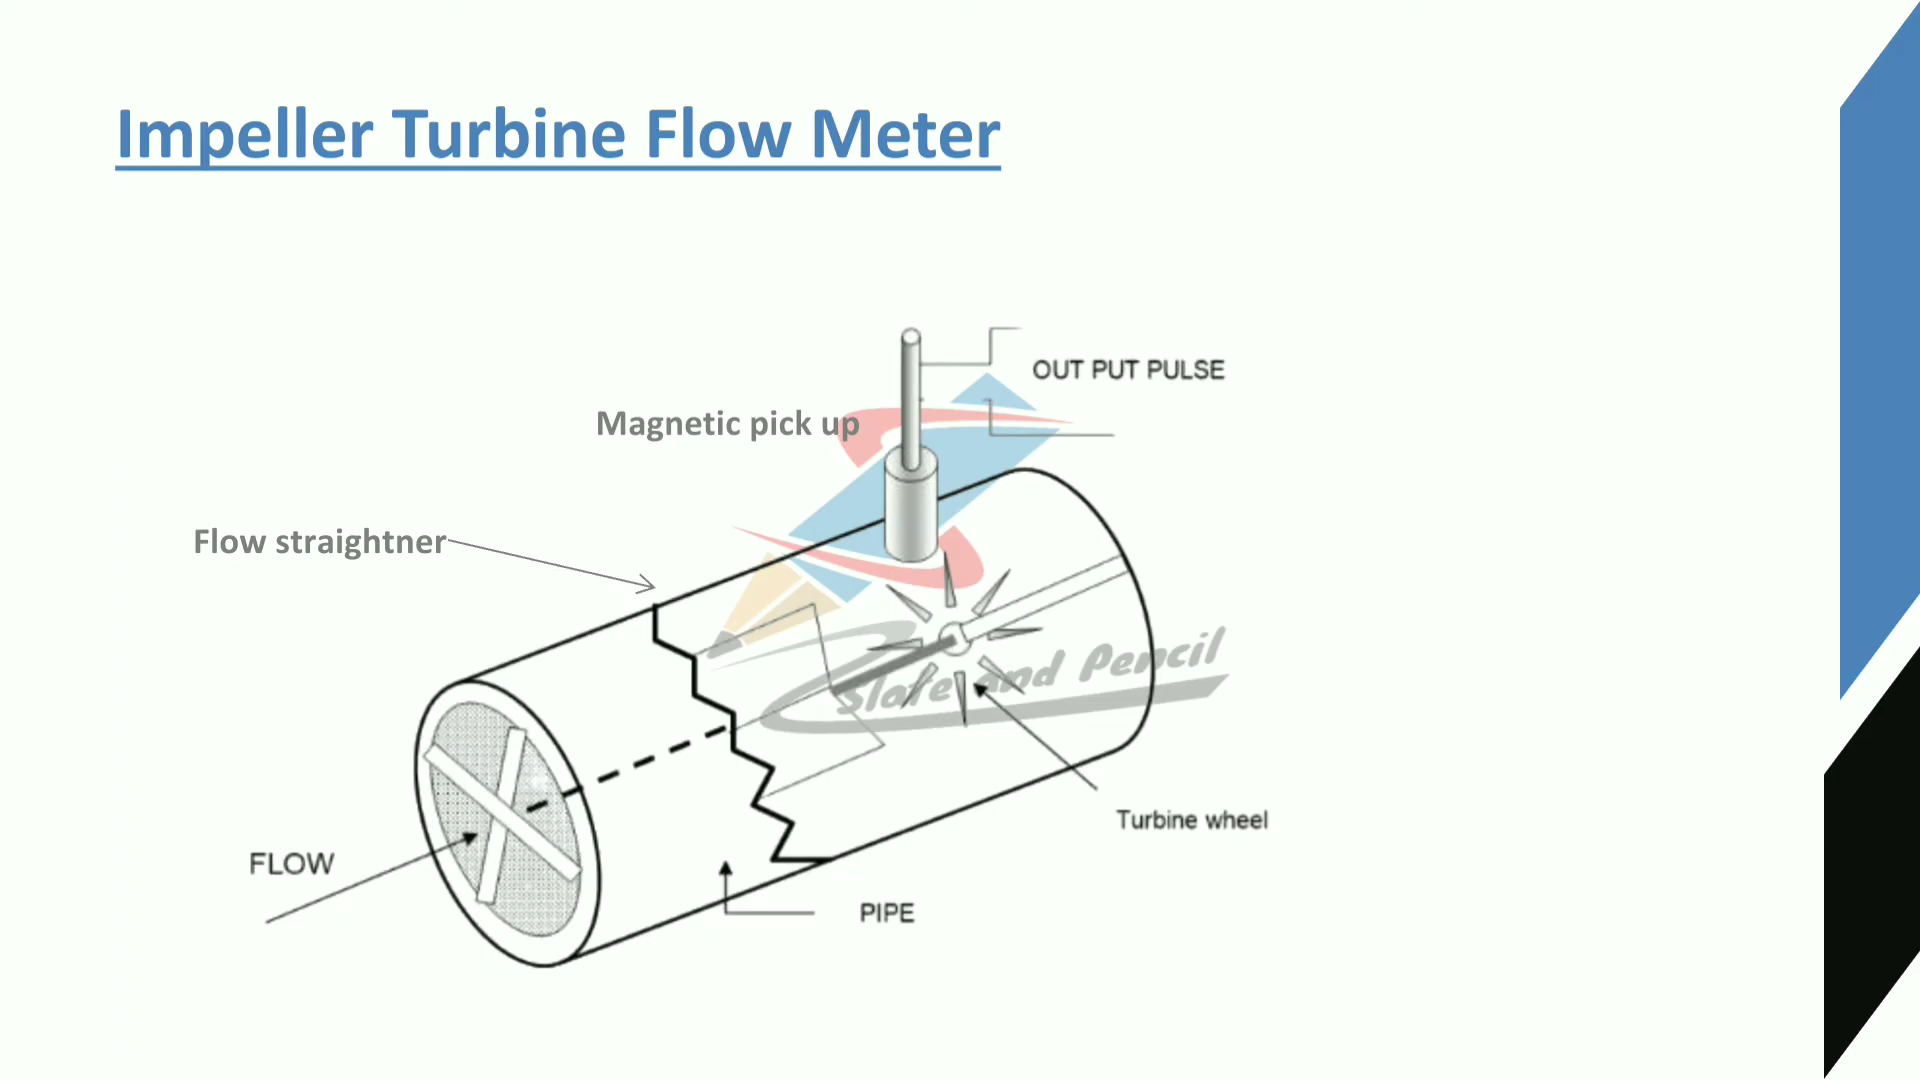 Impeller Turbine Flow Meter
OUT PUT PULSE
Magnetic pick up
Flow straightner
Slate and Pencil
Turbine wheel
FLOW
PIPE